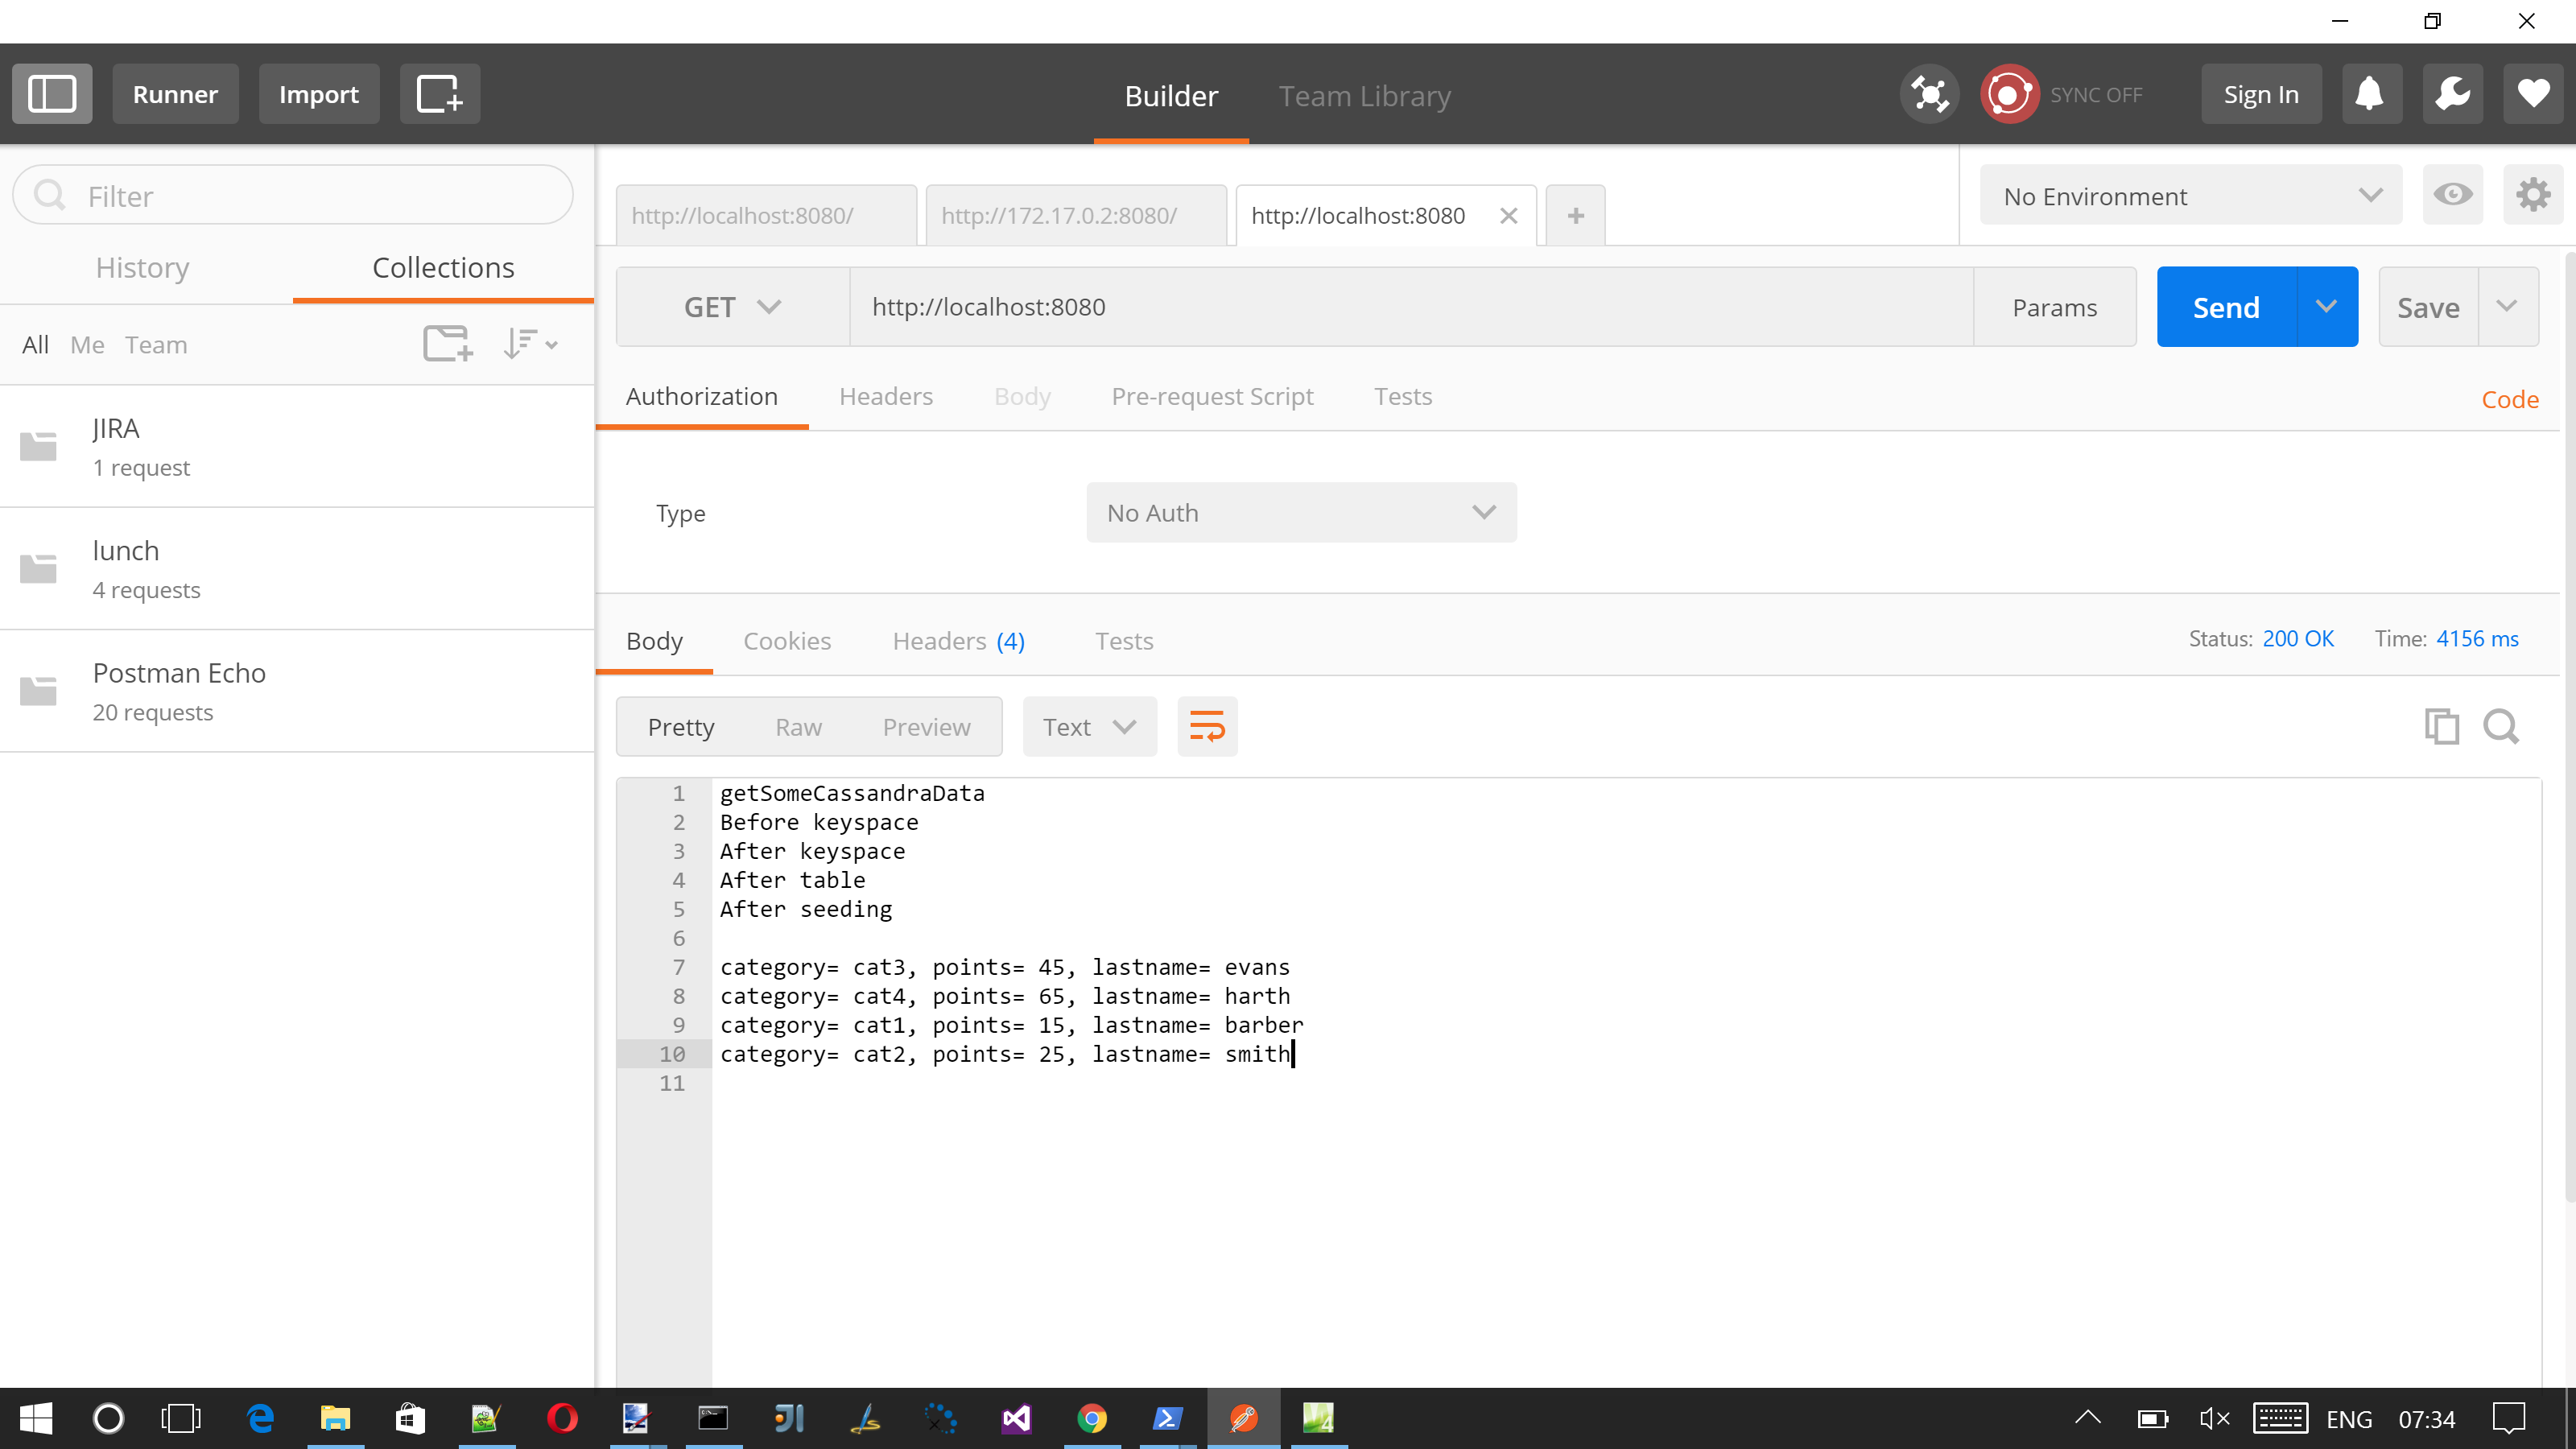 Runner Import Builder Team Library SYNC OFF Sign In
Filter
http://localhost:8080/ http://172.17.0.2:8080/ http://localhost:8080 No Environment
History Collections
GET http://localhost:8080 Params Send Save
All Me Team
Authorization Headers Body Pre-request Script Tests Code
JIRA
1 request
Type No Auth
lunch
4 requests
Body Cookies Headers (4) Tests Status: 200 OK Time: 4156 ms
Postman Echo
20 requests
Pretty Raw Preview Text
1 getSomeCassandraData
2 Before keyspace
3 After keyspace
4 After table
5 After seeding
6
7 category= cat3, points= 45, lastname= evans
8 category= cat4, points= 65, lastname= harth
9 category= cat1, points= 15, lastname= barber
10 category= cat2, points= 25, lastname= smith
11
ENG 07:34